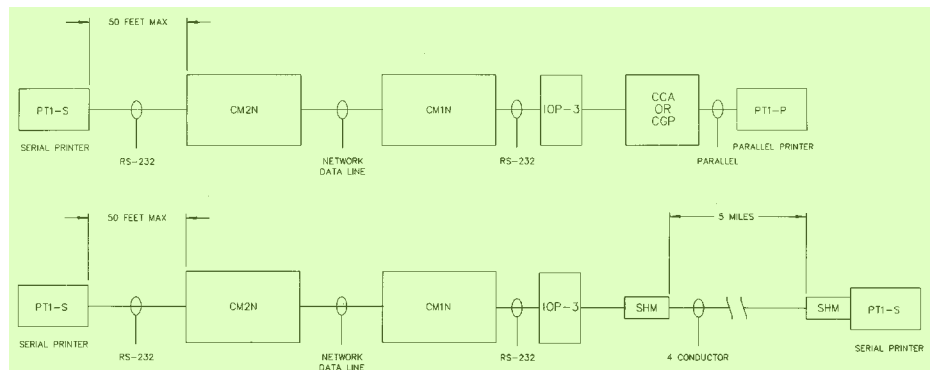 50 FEET MAX
PT1-S
CM2N
CM1N
IOP-3
CCA
OR
CGP
PT1-P
SERIAL PRINTER
RS-232
NETWORK
DATA LINE
RS-232
PARALLEL
PARALLEL PRINTER
50 FEET MAX
5 MILES
PT1-S
CM2N
CM1N
IOP-3
SHM
SHM
PT1-S
SERIAL PRINTER
RS-232
NETWORK
DATA LINE
RS-232
4 CONDUCTOR
SERIAL PRINTER